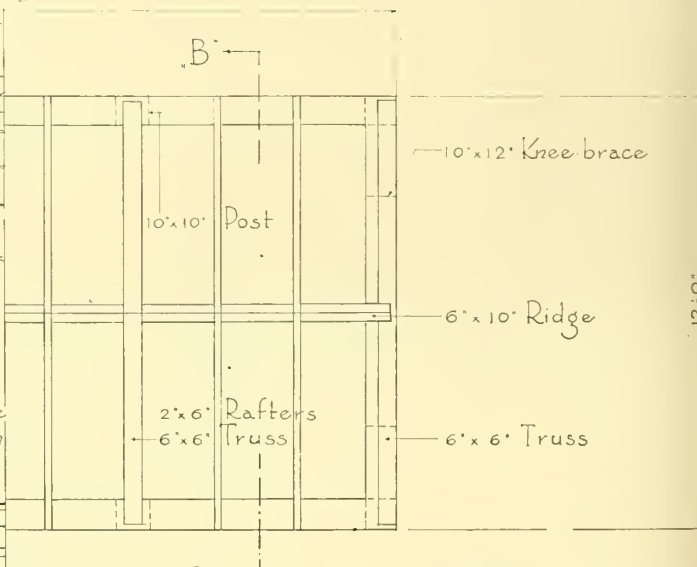 "B"
10"x12" Knee brace
10"x10" Post
6"x10" Ridge
2"x6" Rafters
6"x6" Truss
6"x6" Truss
12'-0"